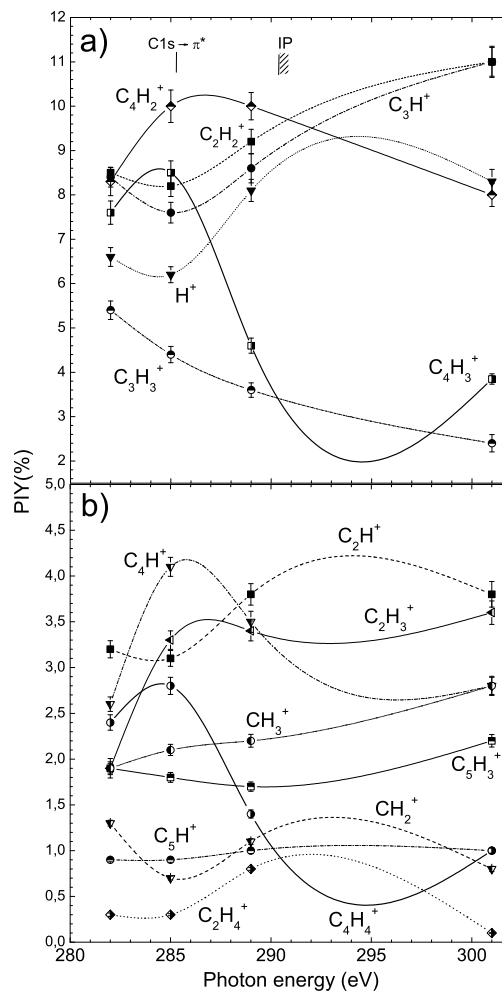 a)
C1s → π*
IP
12
11
10
9
8
7
6
5
4
3
2
C₄H₂⁺
C₂H₂⁺
C₃H⁺
H⁺
C₃H₃⁺
C₄H₃⁺
PIY(%)
b)
5,0
4,5
4,0
3,5
3,0
2,5
2,0
1,5
1,0
0,5
0,0
C₄H⁺
C₂H⁺
C₂H₃⁺
CH₃⁺
C₅H₃⁺
C₅H⁺
CH₂⁺
C₂H₄⁺
C₄H₄⁺
280 285 290 295 300
Photon energy (eV)